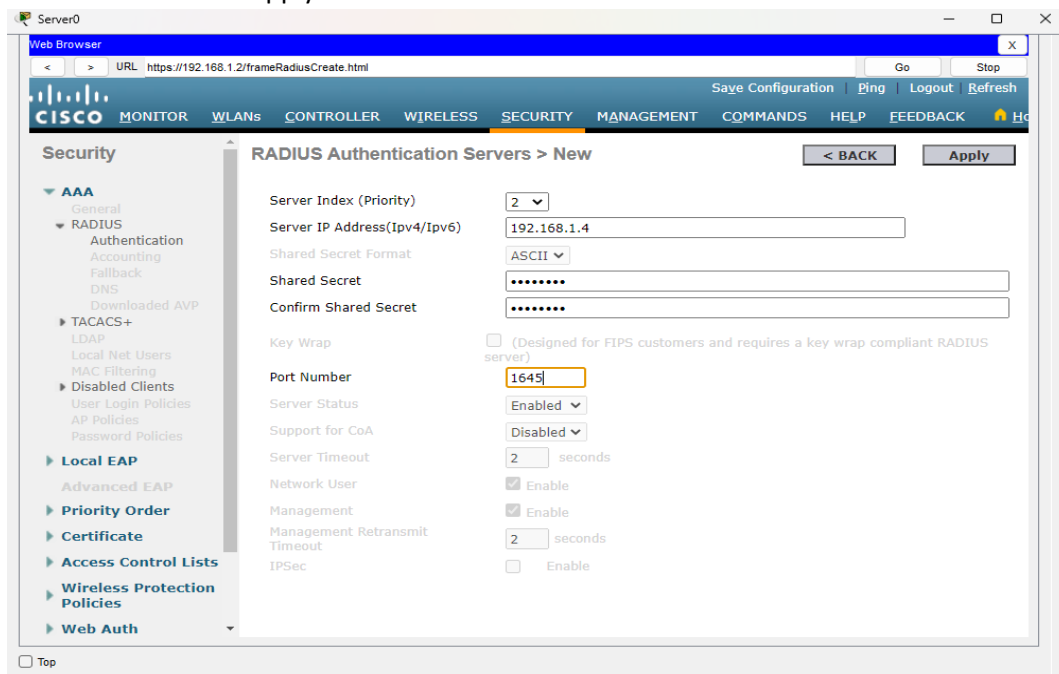 apply
Server0
Web Browser
X
< > URL https://192.168.1.2/frameRadiusCreate.html Go Stop
Save Configuration | Ping | Logout | Refresh
CISCO MONITOR WLANs CONTROLLER WIRELESS SECURITY MANAGEMENT COMMANDS HELP FEEDBACK
Security
AAA
General
RADIUS
Authentication
Accounting
Fallback
DNS
Downloaded AVP
TACACS+
LDAP
Local Net Users
MAC Filtering
Disabled Clients
User Login Policies
AP Policies
Password Policies
Local EAP
Advanced EAP
Priority Order
Certificate
Access Control Lists
Wireless Protection
Policies
Web Auth
RADIUS Authentication Servers > New < BACK Apply
Server Index (Priority) 2
Server IP Address(Ipv4/Ipv6) 192.168.1.4
Shared Secret Format ASCII
Shared Secret ••••••••
Confirm Shared Secret ••••••••
Key Wrap (Designed for FIPS customers and requires a key wrap compliant RADIUS
server)
Port Number 1645
Server Status Enabled
Support for CoA Disabled
Server Timeout 2 seconds
Network User Enable
Management Enable
Management Retransmit
Timeout 2 seconds
IPSec Enable
Top